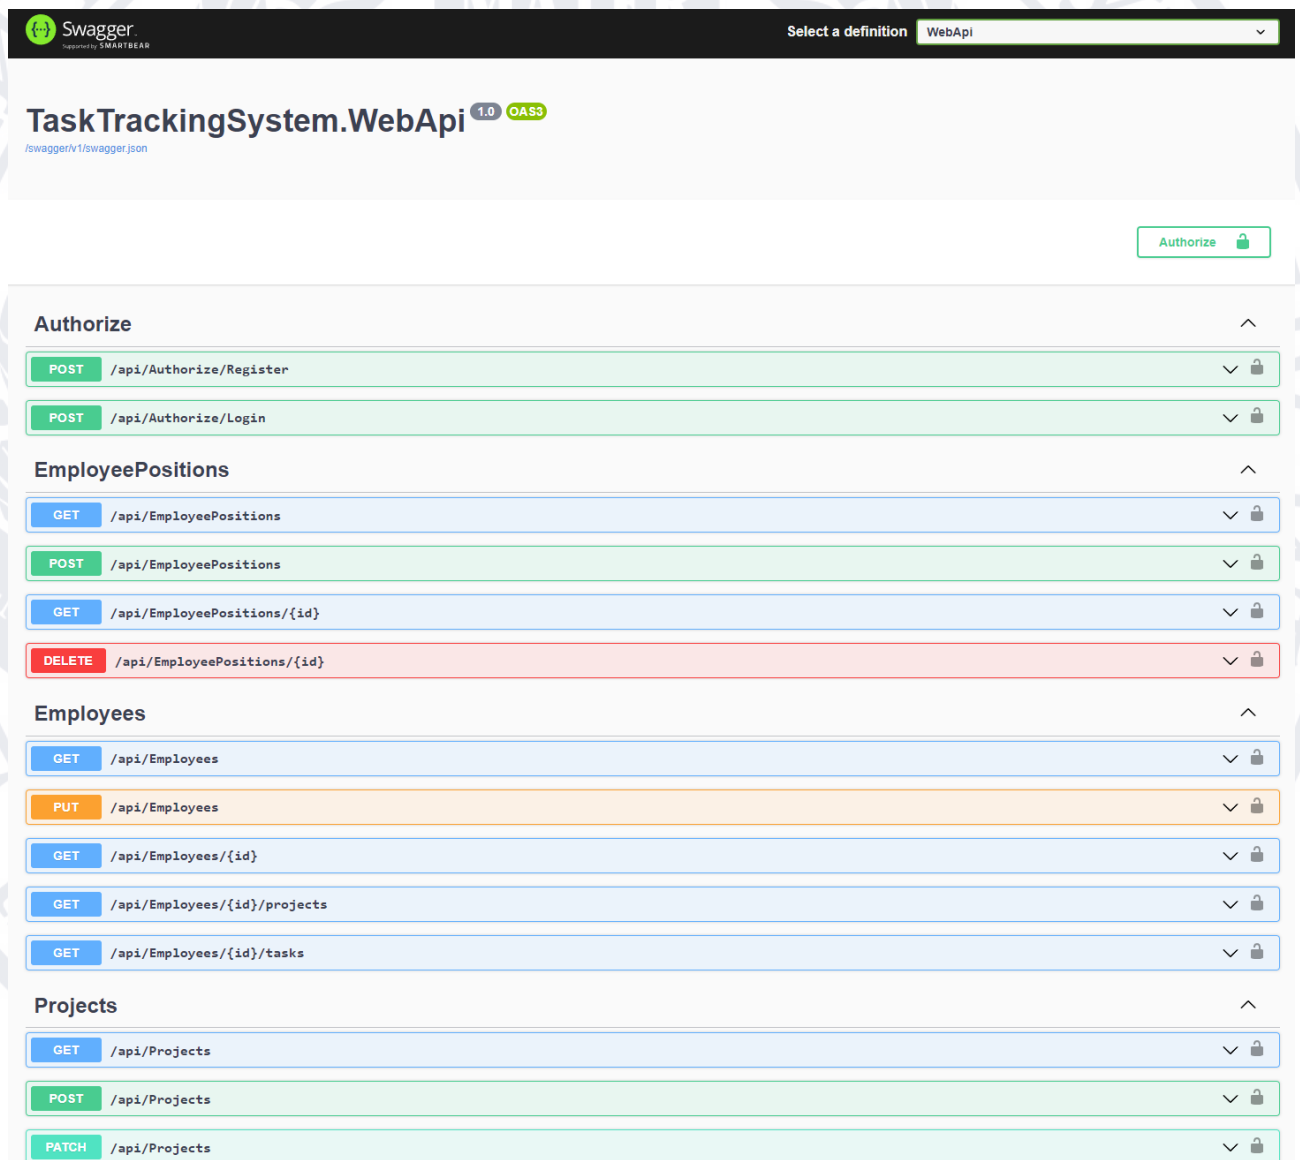 Swagger.
Supported by SMARTBEAR
Select a definition WebApi
TaskTrackingSystem.WebApi 1.0 OAS3
/swagger/v1/swagger.json
Authorize
Authorize
POST /api/Authorize/Register
POST /api/Authorize/Login
EmployeePositions
GET /api/EmployeePositions
POST /api/EmployeePositions
GET /api/EmployeePositions/{id}
DELETE /api/EmployeePositions/{id}
Employees
GET /api/Employees
PUT /api/Employees
GET /api/Employees/{id}
GET /api/Employees/{id}/projects
GET /api/Employees/{id}/tasks
Projects
GET /api/Projects
POST /api/Projects
PATCH /api/Projects